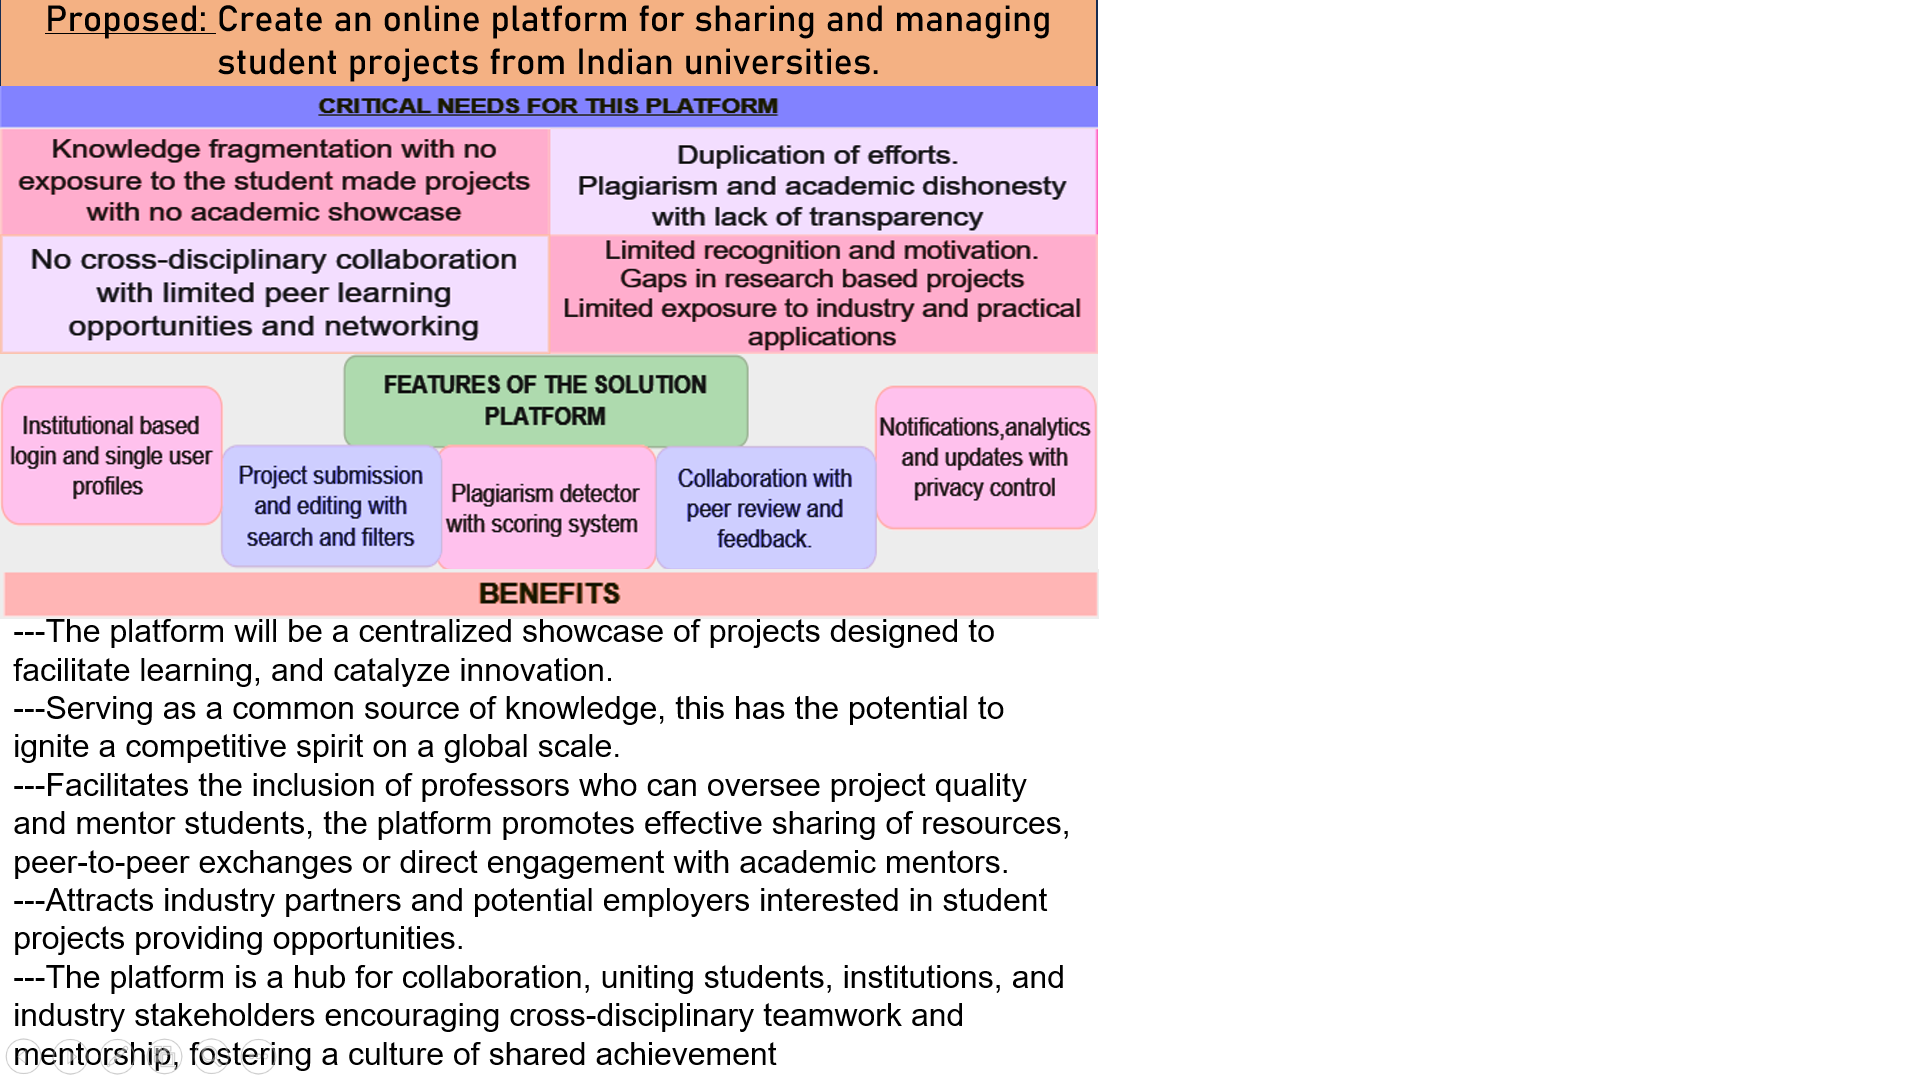 Proposed: Create an online platform for sharing and managing
student projects from Indian universities.
CRITICAL NEEDS FOR THIS PLATFORM
Knowledge fragmentation with no
exposure to the student made projects
with no academic showcase
Duplication of efforts.
Plagiarism and academic dishonesty
with lack of transparency
No cross-disciplinary collaboration
with limited peer learning
opportunities and networking
Limited recognition and motivation.
Gaps in research based projects
Limited exposure to industry and practical
applications
FEATURES OF THE SOLUTION
PLATFORM
Institutional based
login and single user
profiles
Project submission
and editing with
search and filters
Plagiarism detector
with scoring system
Collaboration with
peer review and
feedback.
Notifications,analytics
and updates with
privacy control
BENEFITS
---The platform will be a centralized showcase of projects designed to
facilitate learning, and catalyze innovation.
---Serving as a common source of knowledge, this has the potential to
ignite a competitive spirit on a global scale.
---Facilitates the inclusion of professors who can oversee project quality
and mentor students, the platform promotes effective sharing of resources,
peer-to-peer exchanges or direct engagement with academic mentors.
---Attracts industry partners and potential employers interested in student
projects providing opportunities.
---The platform is a hub for collaboration, uniting students, institutions, and
industry stakeholders encouraging cross-disciplinary teamwork and
mentorship, fostering a culture of shared achievement